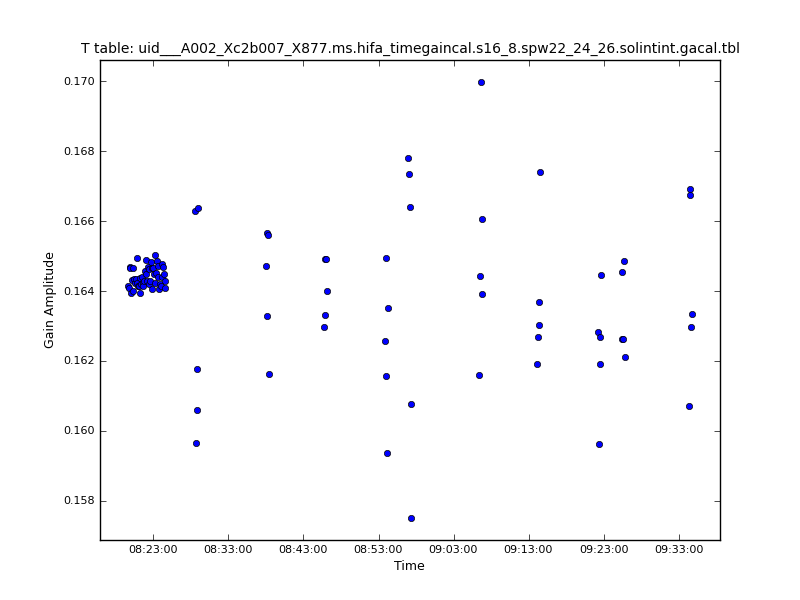 T table: uid___A002_Xc2b007_X877.ms.hifa_timegaincal.s16_8.spw22_24_26.solintint.gacal.tbl
0.170
0.168
0.166
0.164
0.162
0.160
0.158
Gain Amplitude
08:23:00 08:33:00 08:43:00 08:53:00 09:03:00 09:13:00 09:23:00 09:33:00
Time